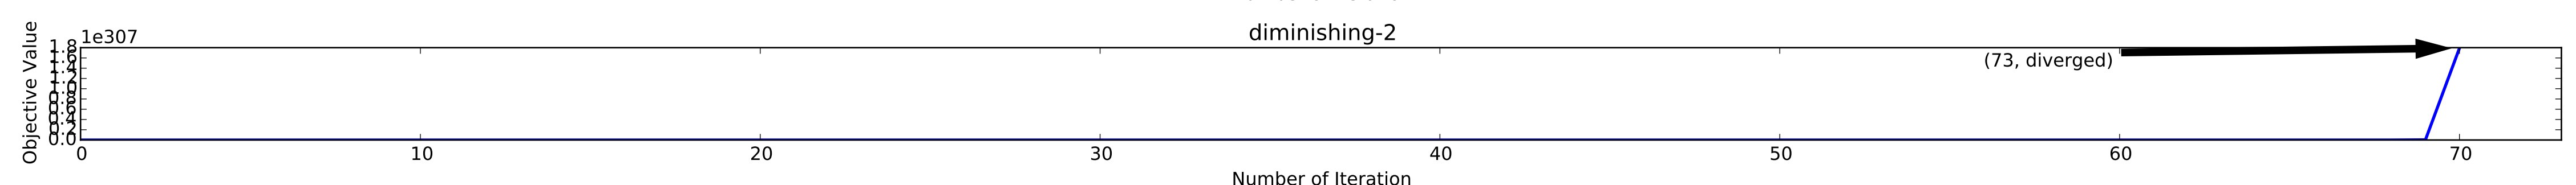 diminishing-2
1e307
Objective Value
1.8
1.6
1.4
1.2
1.0
0.8
0.6
0.4
0.2
0.0
(73, diverged)
0 10 20 30 40 50 60 70
Number of Iteration